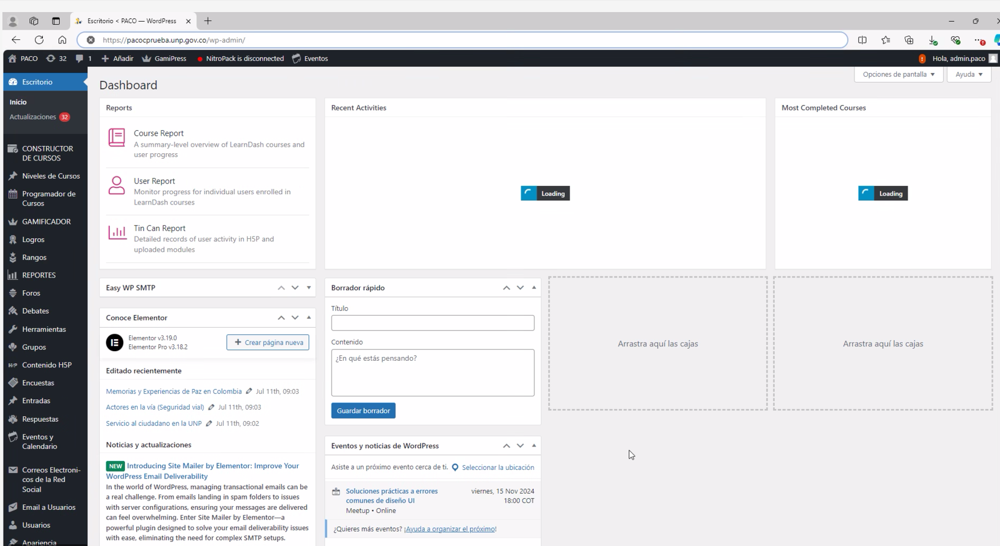 Escritorio < PACO — WordPress
https://pacocprueba.unp.gov.co/wp-admin/
PACO
32
1
Añadir
GamiPress
NitroPack is disconnected
Eventos
Hola, admin.paco
Escritorio
Inicio
Actualizaciones 32
CONSTRUCTOR
DE CURSOS
Niveles de Cursos
Programador de
Cursos
GAMIFICADOR
Logros
Rangos
REPORTES
Foros
Debates
Herramientas
Grupos
H5P Contenido H5P
Encuestas
Entradas
Respuestas
Eventos y
Calendario
Correos Electroni-
cos de la Red
Social
Email a Usuarios
Usuarios
Apariencia
Dashboard
Opciones de pantalla
Ayuda
Reports
Course Report
A summary-level overview of LearnDash courses and
user progress
User Report
Monitor progress for individual users enrolled in
LearnDash courses
Tin Can Report
Detailed records of user activity in H5P and
uploaded modules
Recent Activities
Loading
Most Completed Courses
Loading
Easy WP SMTP
Conoce Elementor
Elementor v3.19.0
Elementor Pro v3.18.2
+ Crear página nueva
Editado recientemente
Memorias y Experiencias de Paz en Colombia Jul 11th, 09:03
Actores en la vía (Seguridad vial) Jul 11th, 09:03
Servicio al ciudadano en la UNP Jul 11th, 09:02
Noticias y actualizaciones
NEW Introducing Site Mailer by Elementor: Improve Your
WordPress Email Deliverability
In the world of WordPress, managing transactional emails can be
a real challenge. From emails landing in spam folders to issues
with server configurations, ensuring your messages are delivered
can feel overwhelming. Enter Site Mailer by Elementor—a
powerful plugin designed to solve your email deliverability issues
with ease, eliminating the need for complex SMTP setups.
Borrador rápido
Título
Contenido
¿En qué estás pensando?
Guardar borrador
Eventos y noticias de WordPress
Asiste a un próximo evento cerca de ti. Seleccionar la ubicación
Soluciones prácticas a errores
comunes de diseño UI
Meetup • Online
viernes, 15 Nov 2024
18:00 COT
¿Quieres más eventos? ¡Ayuda a organizar el próximo!
Arrastra aquí las cajas
Arrastra aquí las cajas